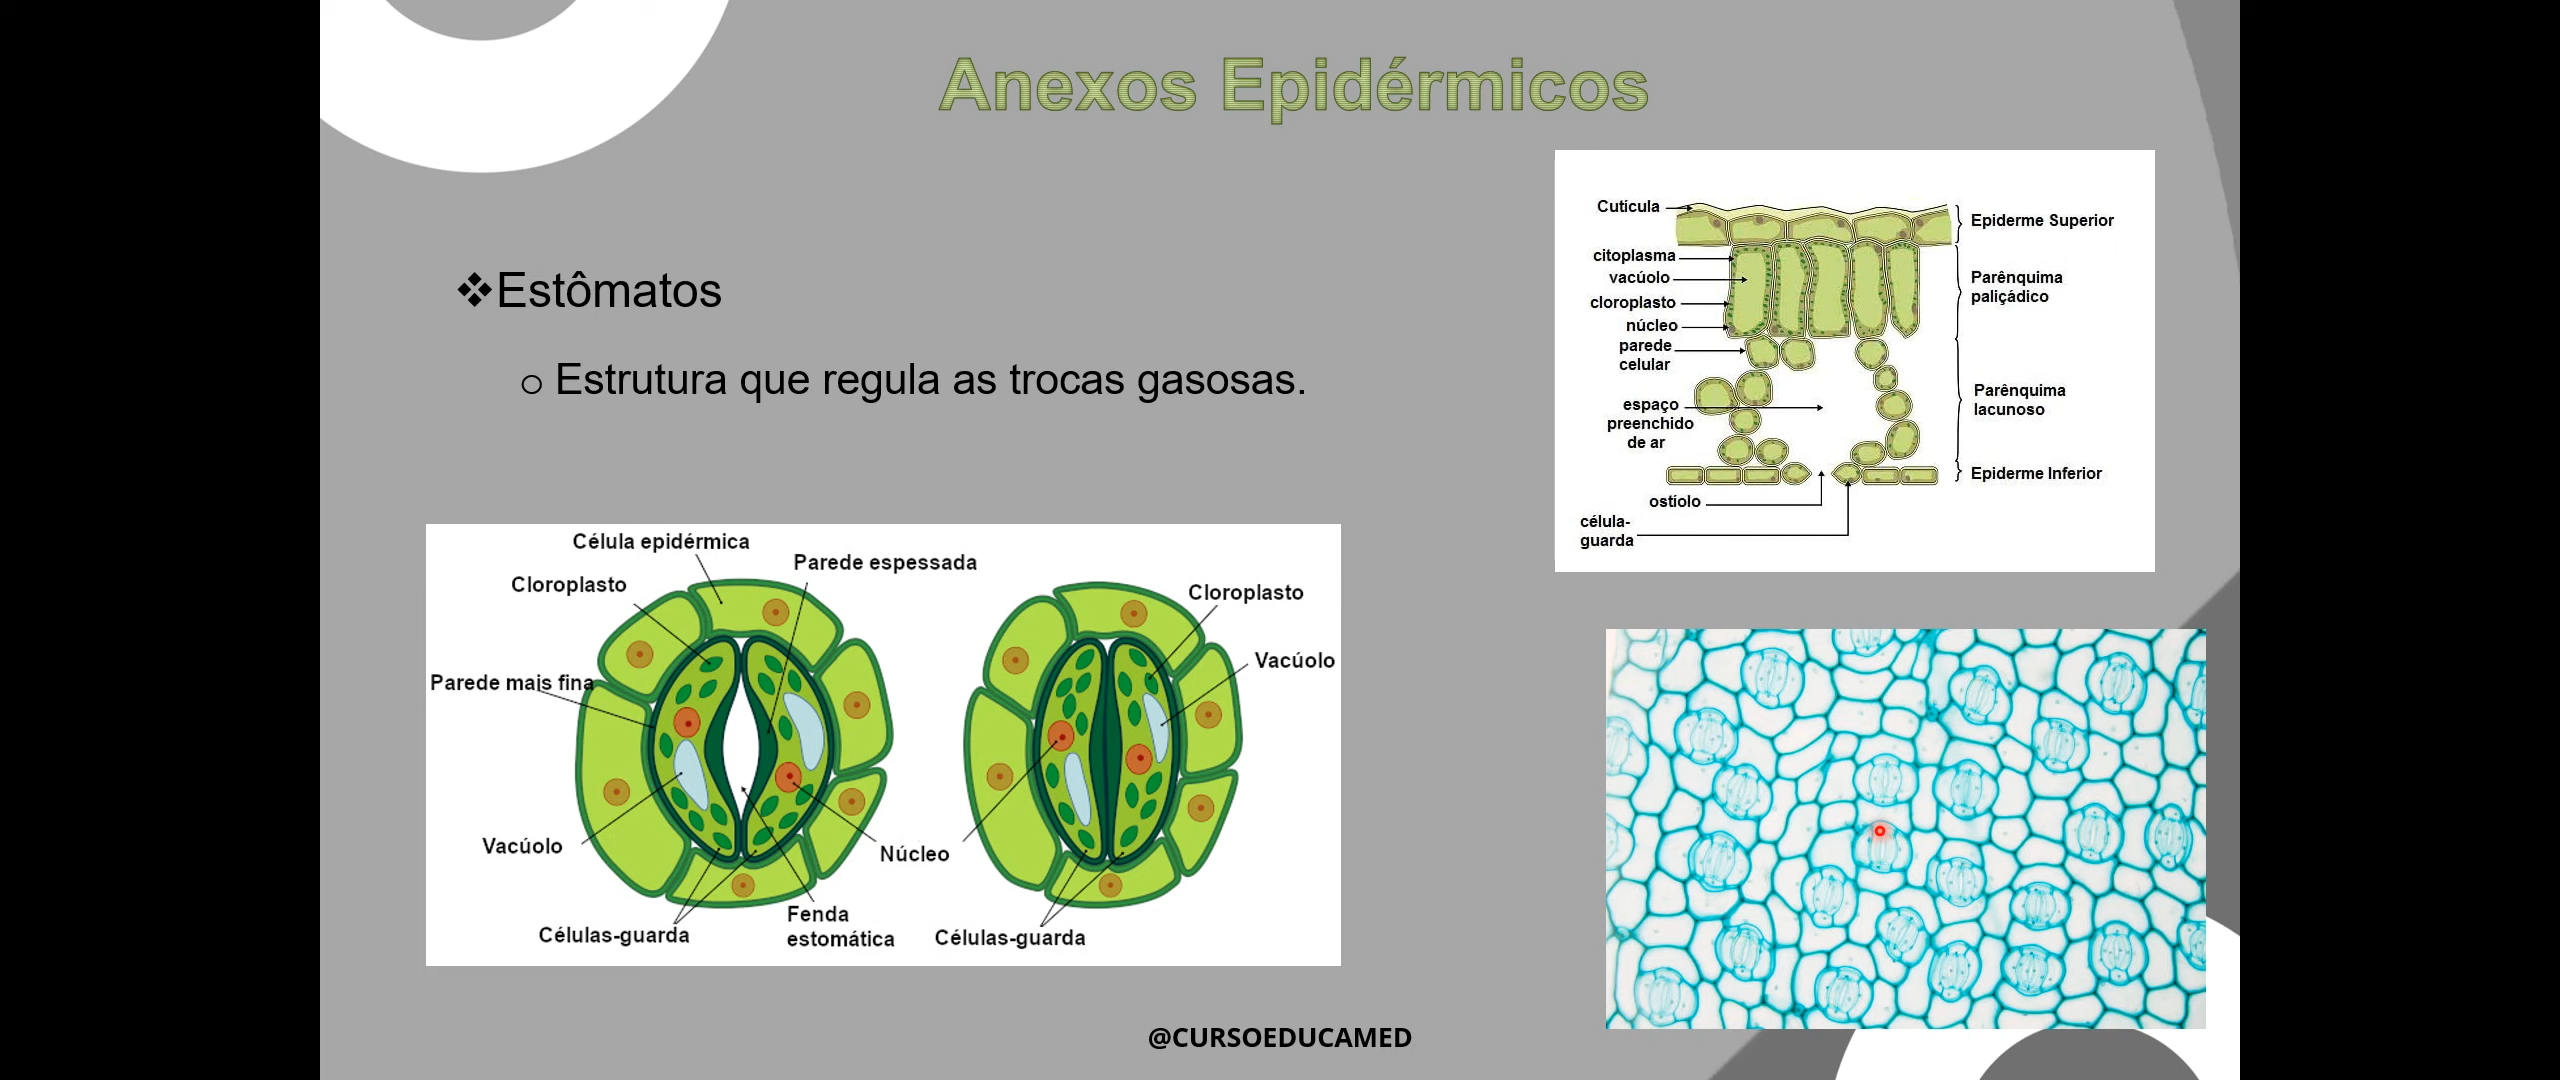 Anexos Epidérmicos
❖Estômatos
o Estrutura que regula as trocas gasosas.
Cutícula
citoplasma
vacúolo
cloroplasto
núcleo
parede
celular
espaço
preenchido
de ar
ostíolo
célula-
guarda
Epiderme Superior
Parênquima
paliçádico
Parênquima
lacunoso
Epiderme Inferior
Célula epidérmica
Parede espessada
Cloroplasto
Parede mais fina
Vacúolo
Células-guarda
Fenda
estomática
Núcleo
Cloroplasto
Vacúolo
Células-guarda
@CURSOEDUCAMED